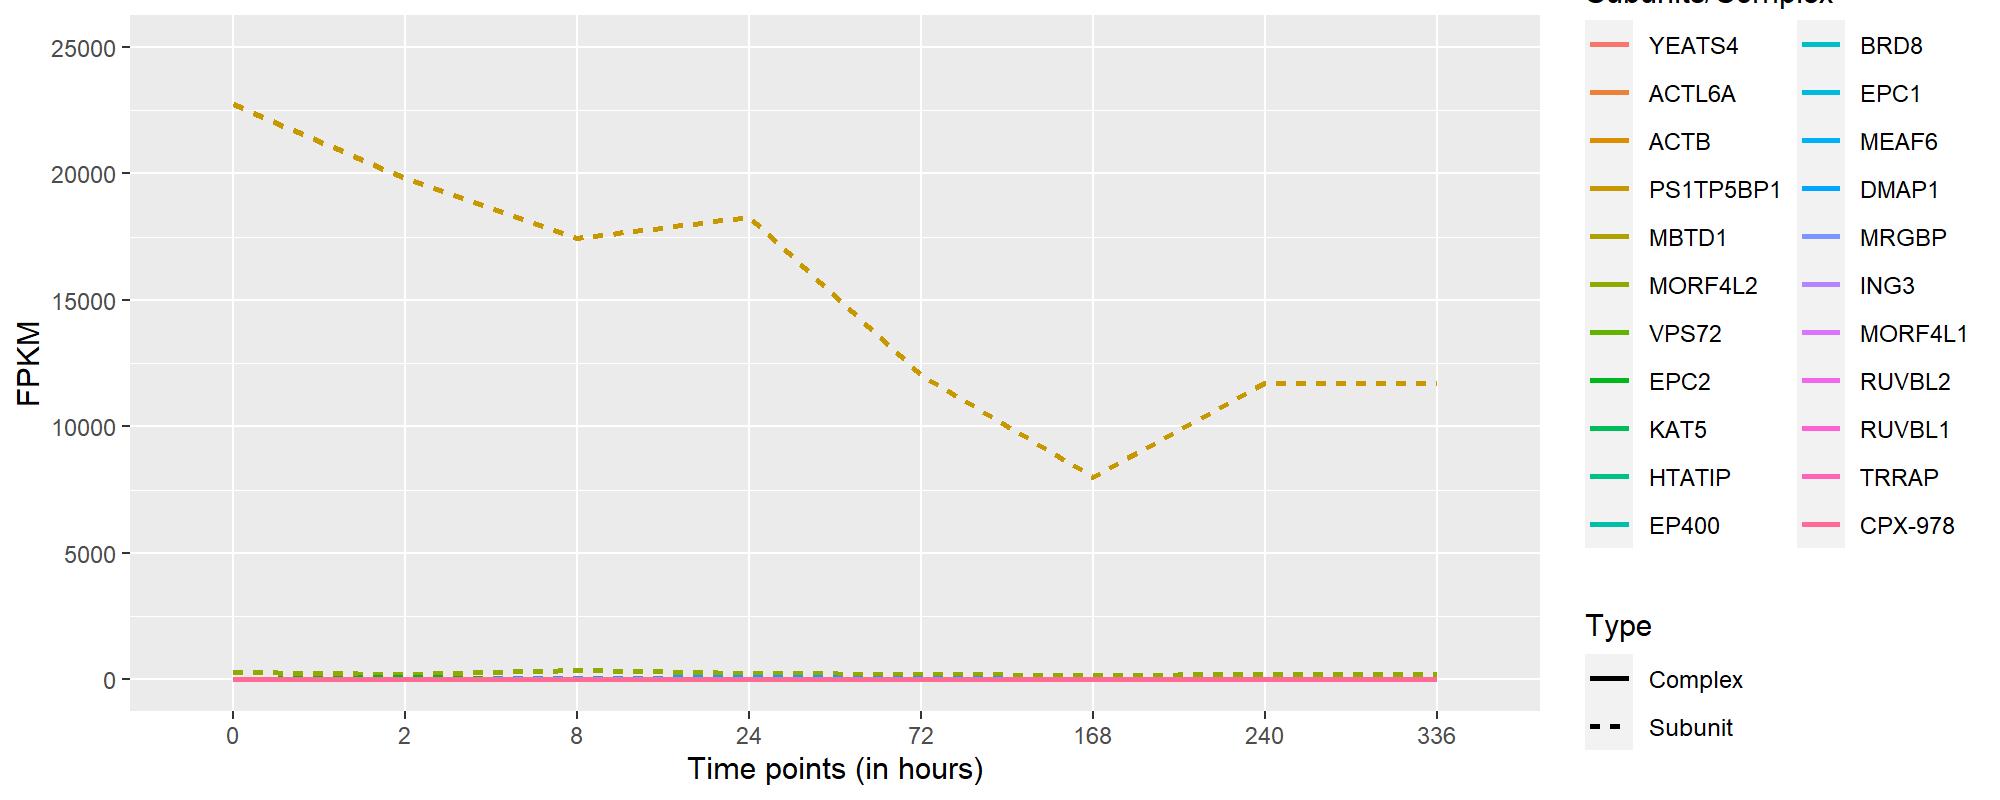 Subunits/Complex
25000
20000
15000
10000
5000
0
FPKM
0 2 8 24 72 168 240 336
Time points (in hours)
YEATS4
ACTL6A
ACTB
PS1TP5BP1
MBTD1
MORF4L2
VPS72
EPC2
KAT5
HTATIP
EP400
BRD8
EPC1
MEAF6
DMAP1
MRGBP
ING3
MORF4L1
RUVBL2
RUVBL1
TRRAP
CPX-978
Type
Complex
Subunit